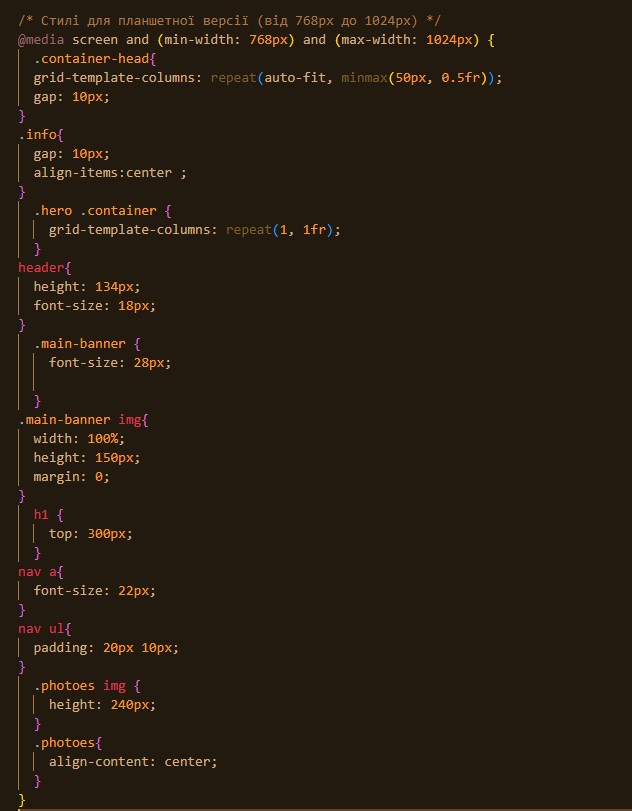 /* Стилі для планшетної версії (від 768px до 1024px) */
@media screen and (min-width: 768px) and (max-width: 1024px) {
  .container-head{
  grid-template-columns: repeat(auto-fit, minmax(50px, 0.5fr));
  gap: 10px;
}
.info{
  gap: 10px;
  align-items:center ;
}
  .hero .container {
    grid-template-columns: repeat(1, 1fr);
  }
header{
  height: 134px;
  font-size: 18px;
}
  .main-banner {
    font-size: 28px;

  }
.main-banner img{
  width: 100%;
  height: 150px;
  margin: 0;
}
  h1 {
    top: 300px;
  }
nav a{
  font-size: 22px;
}
nav ul{
  padding: 20px 10px;
}
  .photoes img {
    height: 240px;
  }
  .photoes{
    align-content: center;
  }
}